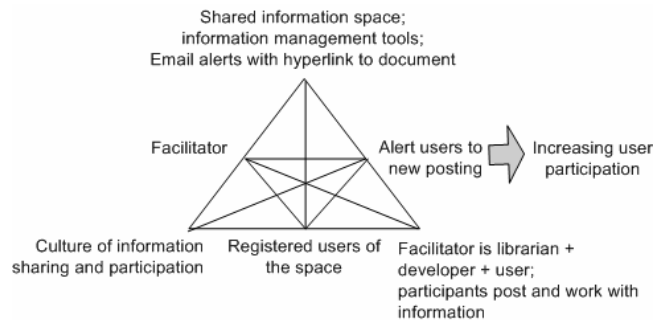 Shared information space;
information management tools;
Email alerts with hyperlink to document
Facilitator
Alert users to
new posting
Increasing user
participation
Culture of information
sharing and participation
Registered users of
the space
Facilitator is librarian +
developer + user;
participants post and work with
information